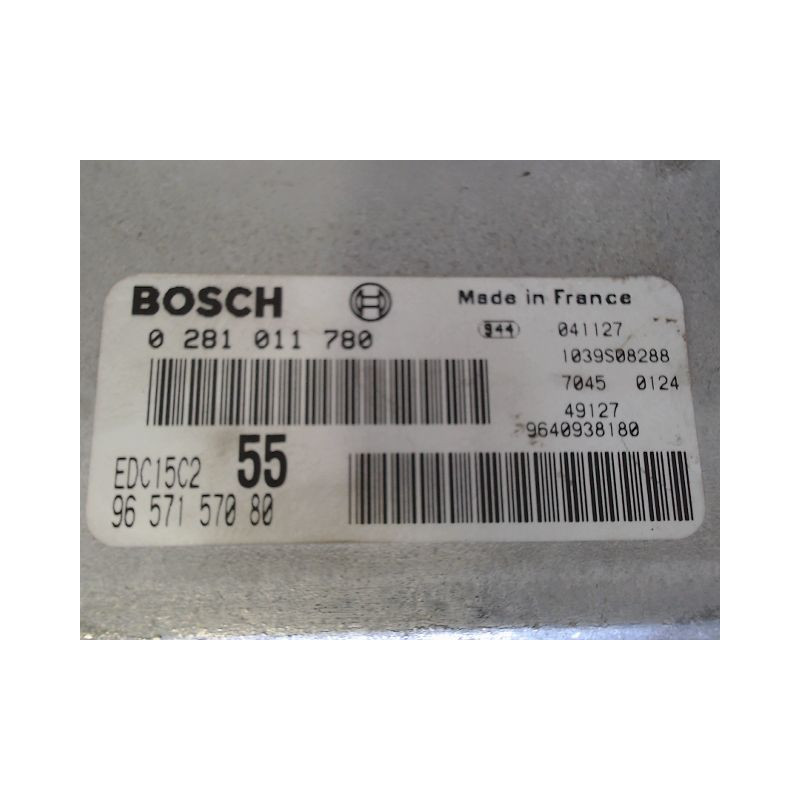 BOSCH
Made in France
0 281 011 780
944 041127
1039S08288
7045 0124
49127
9640938180
EDC15C2 55
96 571 570 80